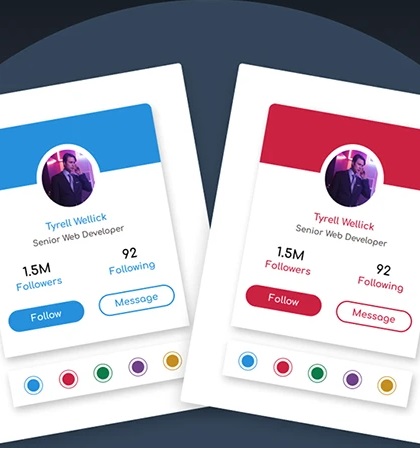 Tyrell Wellick
Senior Web Developer
1.5M
92
Followers
Following
Follow
Message
Tyrell Wellick
Senior Web Developer
1.5M
92
Followers
Following
Follow
Message